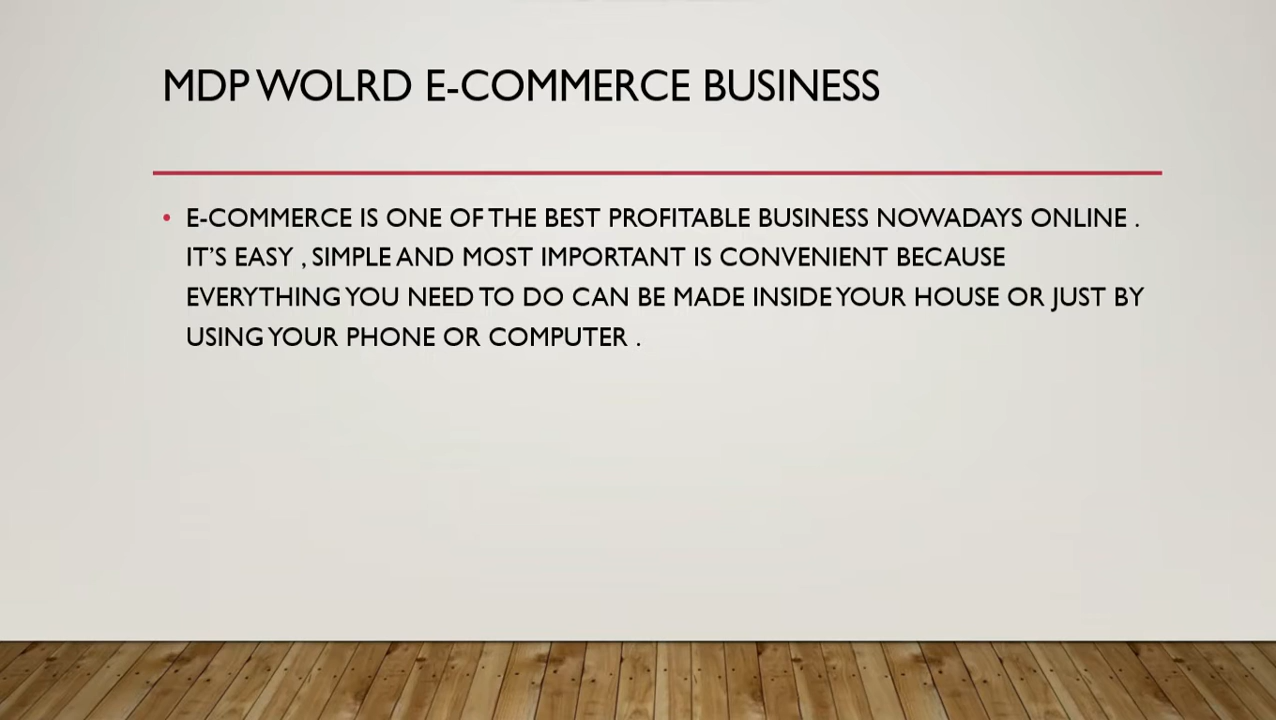 MDP WOLRD E-COMMERCE BUSINESS
• E-COMMERCE IS ONE OF THE BEST PROFITABLE BUSINESS NOWADAYS ONLINE .
IT'S EASY , SIMPLE AND MOST IMPORTANT IS CONVENIENT BECAUSE
EVERYTHING YOU NEED TO DO CAN BE MADE INSIDE YOUR HOUSE OR JUST BY
USING YOUR PHONE OR COMPUTER .